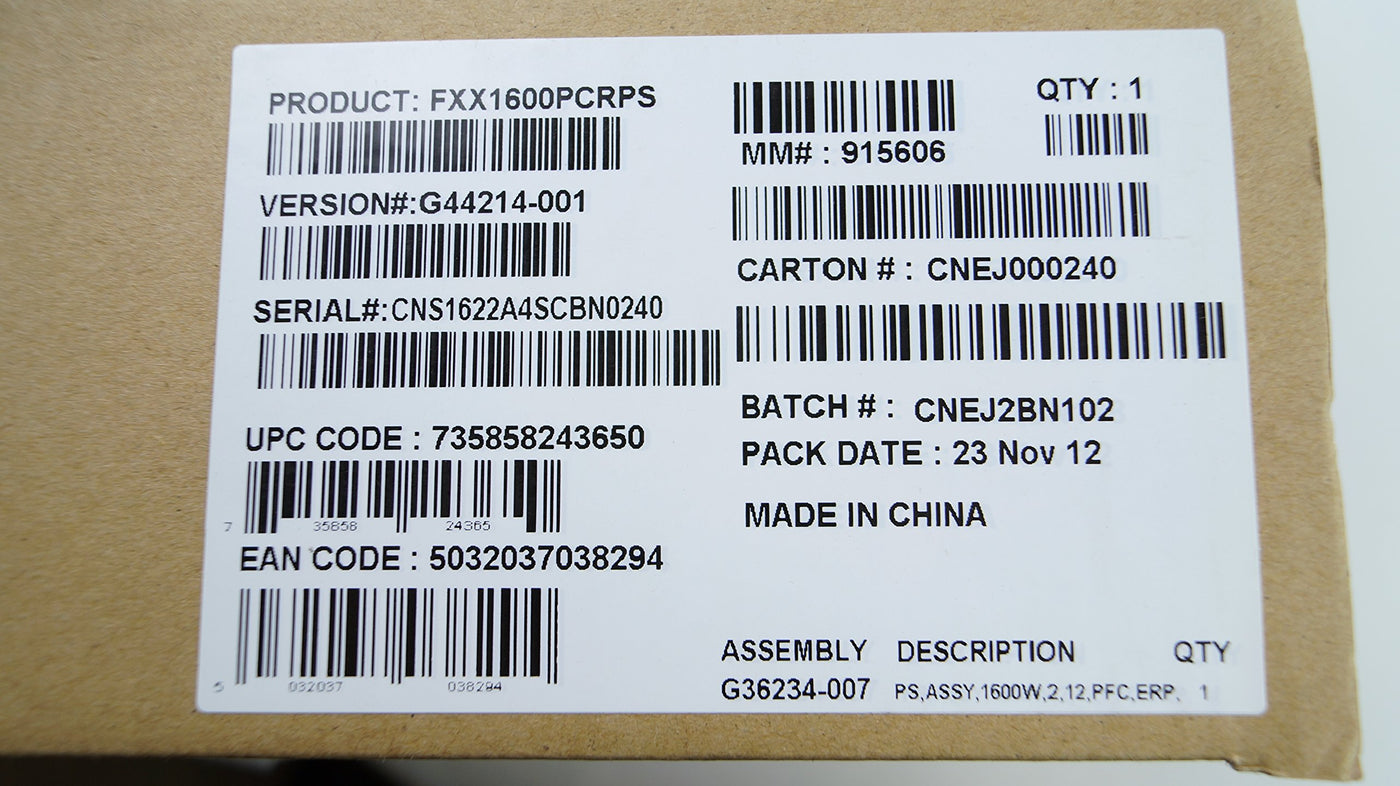 PRODUCT: FXX1600PCRPS
VERSION#:G44214-001
SERIAL#:CNS1622A4SCBN0240
UPC CODE : 735858243650
7 35858 24365
EAN CODE : 5032037038294
5 032037 038294
QTY : 1
MM# : 915606
CARTON # : CNEJ000240
BATCH # : CNEJ2BN102
PACK DATE : 23 Nov 12
MADE IN CHINA
ASSEMBLY DESCRIPTION QTY
G36234-007 PS,ASSY,1600W,2,12,PFC,ERP, 1